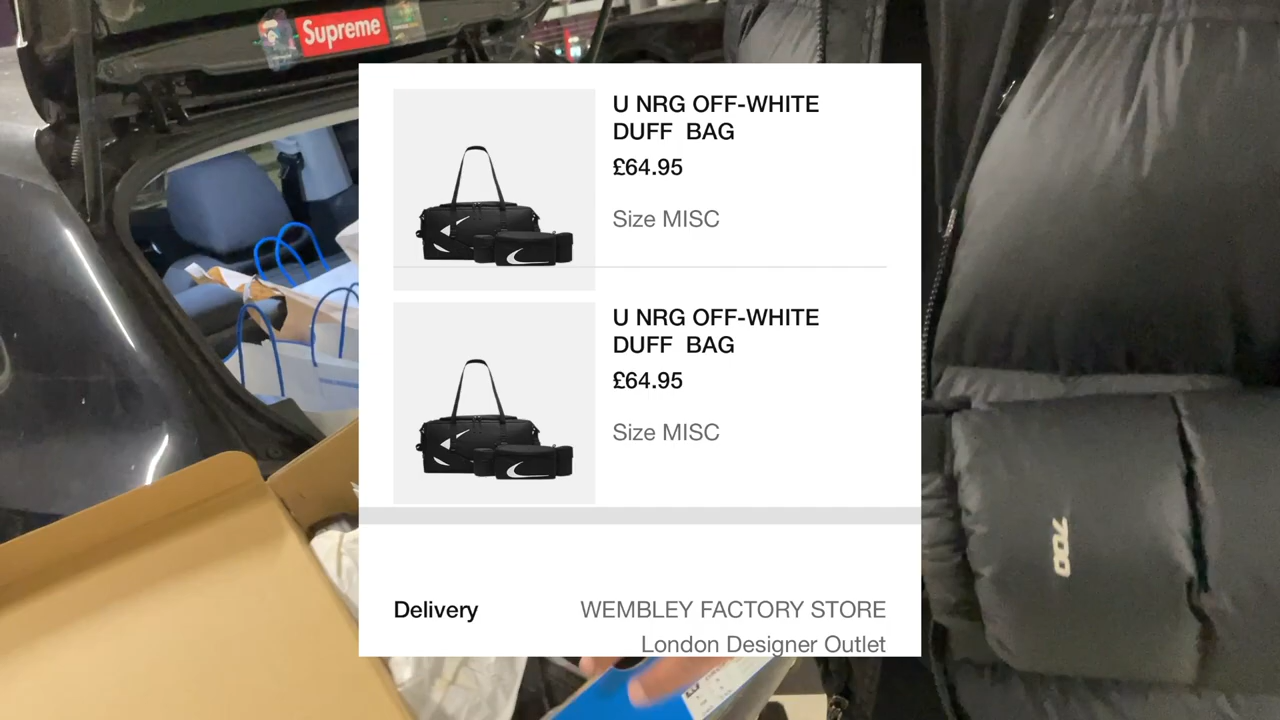 Supreme
U NRG OFF-WHITE
DUFF  BAG
£64.95
Size MISC
U NRG OFF-WHITE
DUFF  BAG
£64.95
Size MISC
Delivery
WEMBLEY FACTORY STORE
London Designer Outlet
700